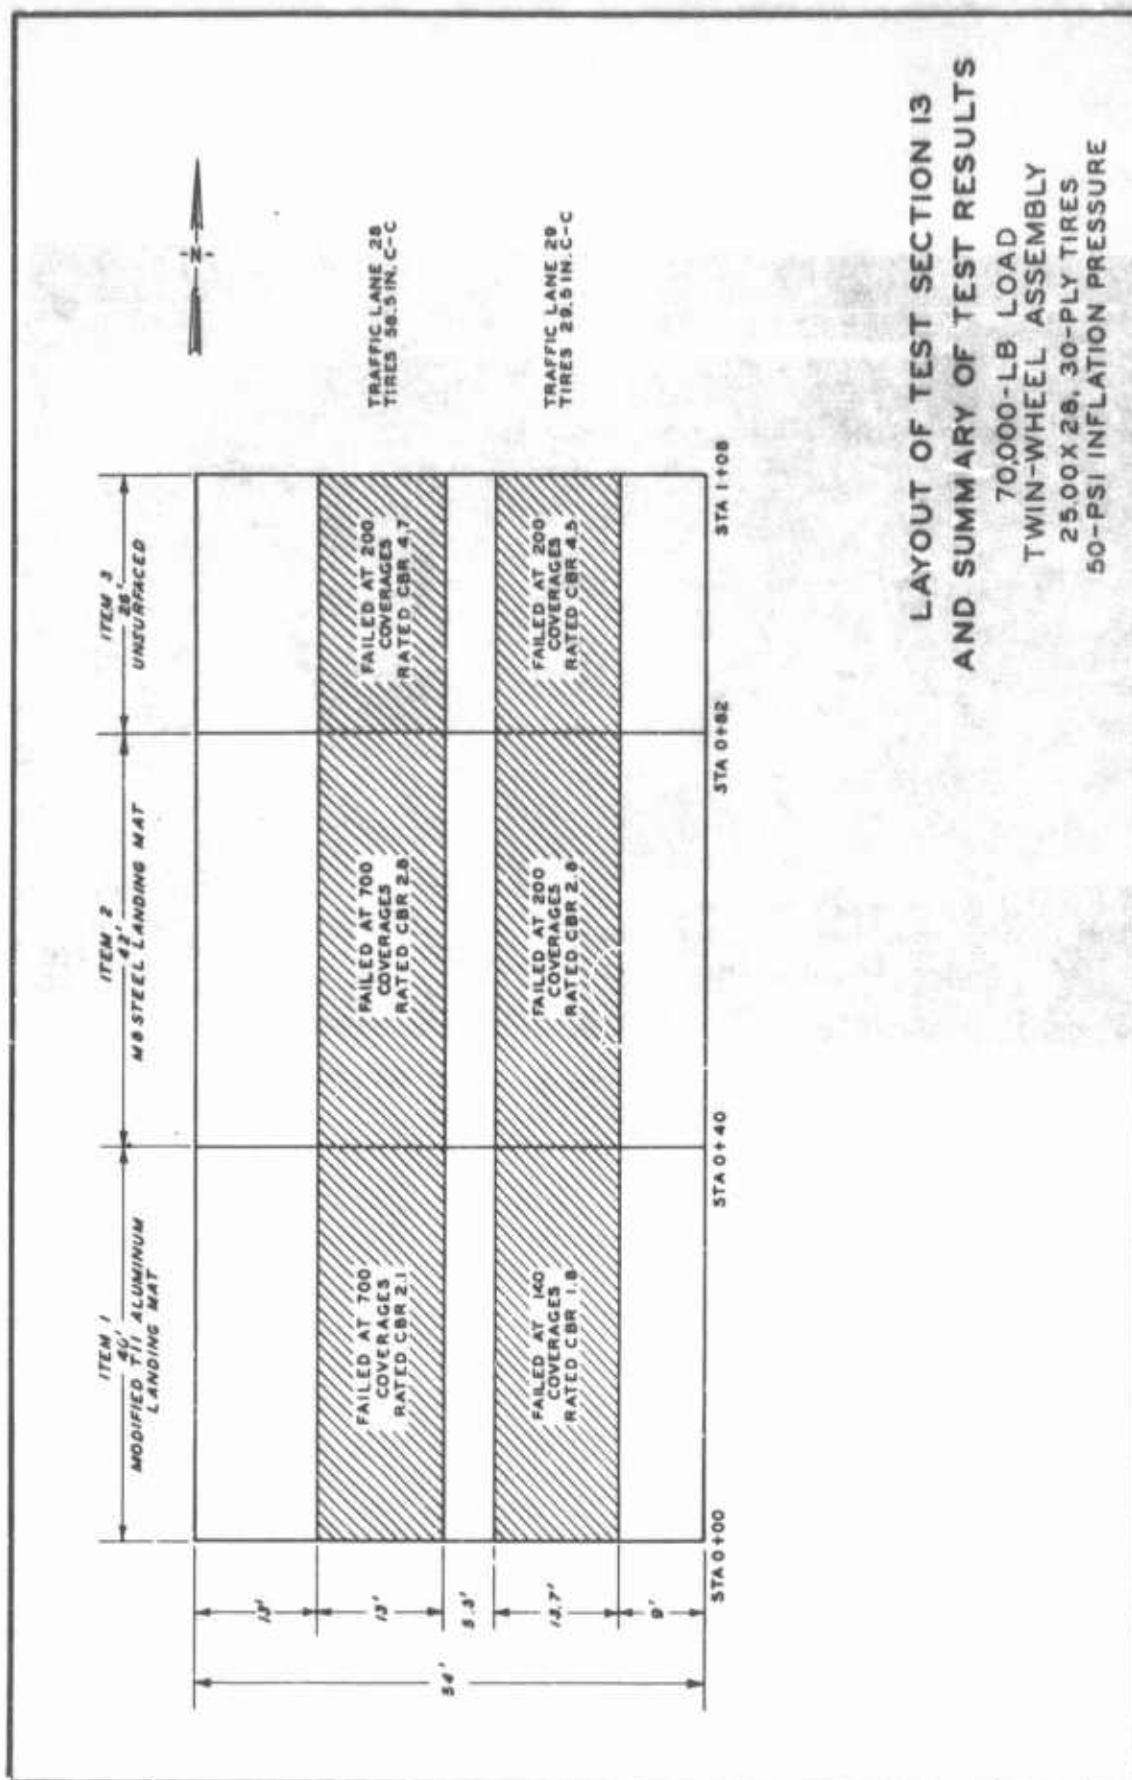 ITEM 1
40'
MODIFIED T11 ALUMINUM
LANDING MAT
ITEM 2
42'
M8 STEEL LANDING MAT
ITEM 3
26'
UNSURFACED
N
13'
13'
5.3'
13.7'
9'
54'
FAILED AT 700
COVERAGES
RATED CBR 2.1
FAILED AT 700
COVERAGES
RATED CBR 2.8
FAILED AT 200
COVERAGES
RATED CBR 4.7
TRAFFIC LANE 28
TIRES 58.5 IN. C-C
FAILED AT 140
COVERAGES
RATED CBR 1.8
FAILED AT 200
COVERAGES
RATED CBR 2.8
FAILED AT 200
COVERAGES
RATED CBR 4.5
TRAFFIC LANE 29
TIRES 29.5 IN. C-C
STA 0+00
STA 0+40
STA 0+82
STA 1+08
LAYOUT OF TEST SECTION 13
AND SUMMARY OF TEST RESULTS
70,000-LB LOAD
TWIN-WHEEL ASSEMBLY
25.00X28, 30-PLY TIRES
50-PSI INFLATION PRESSURE